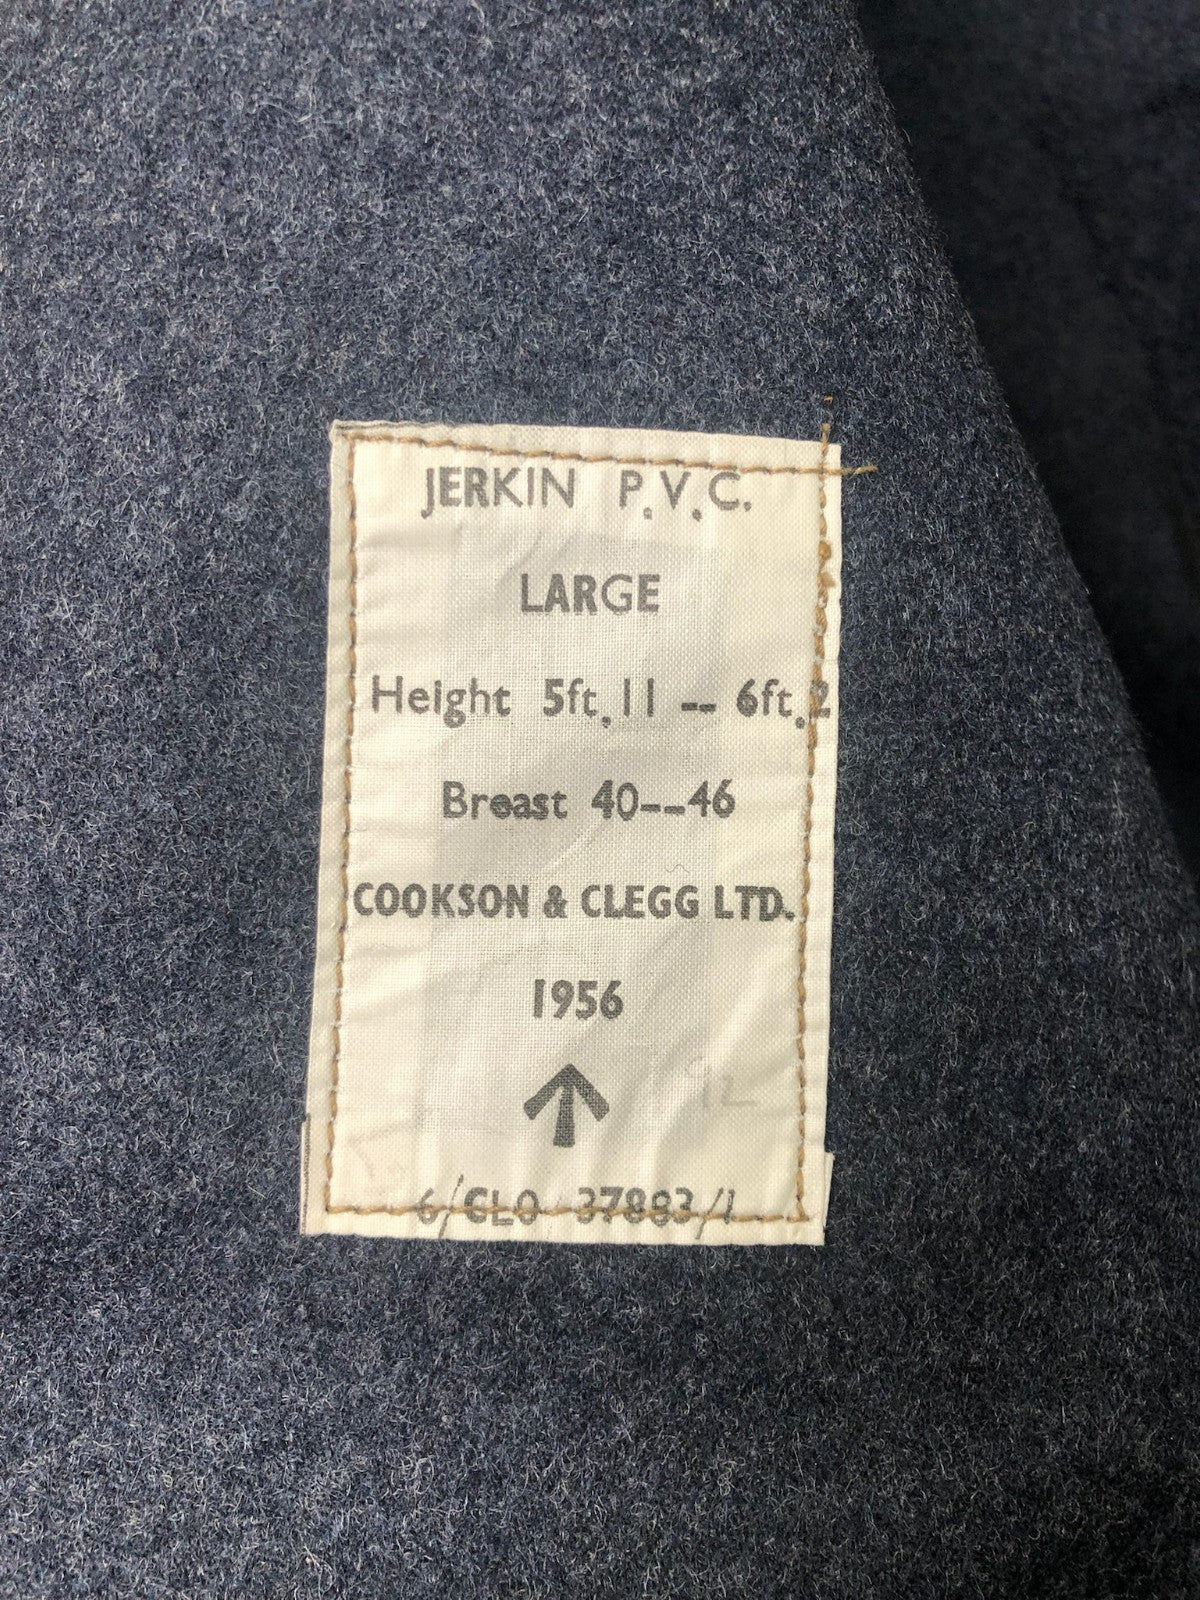 JERKIN P.V.C.
LARGE
Height 5ft.11 -- 6ft.2
Breast 40--46
COOKSON & CLEGG LTD.
1956
6/CLO 37883/1